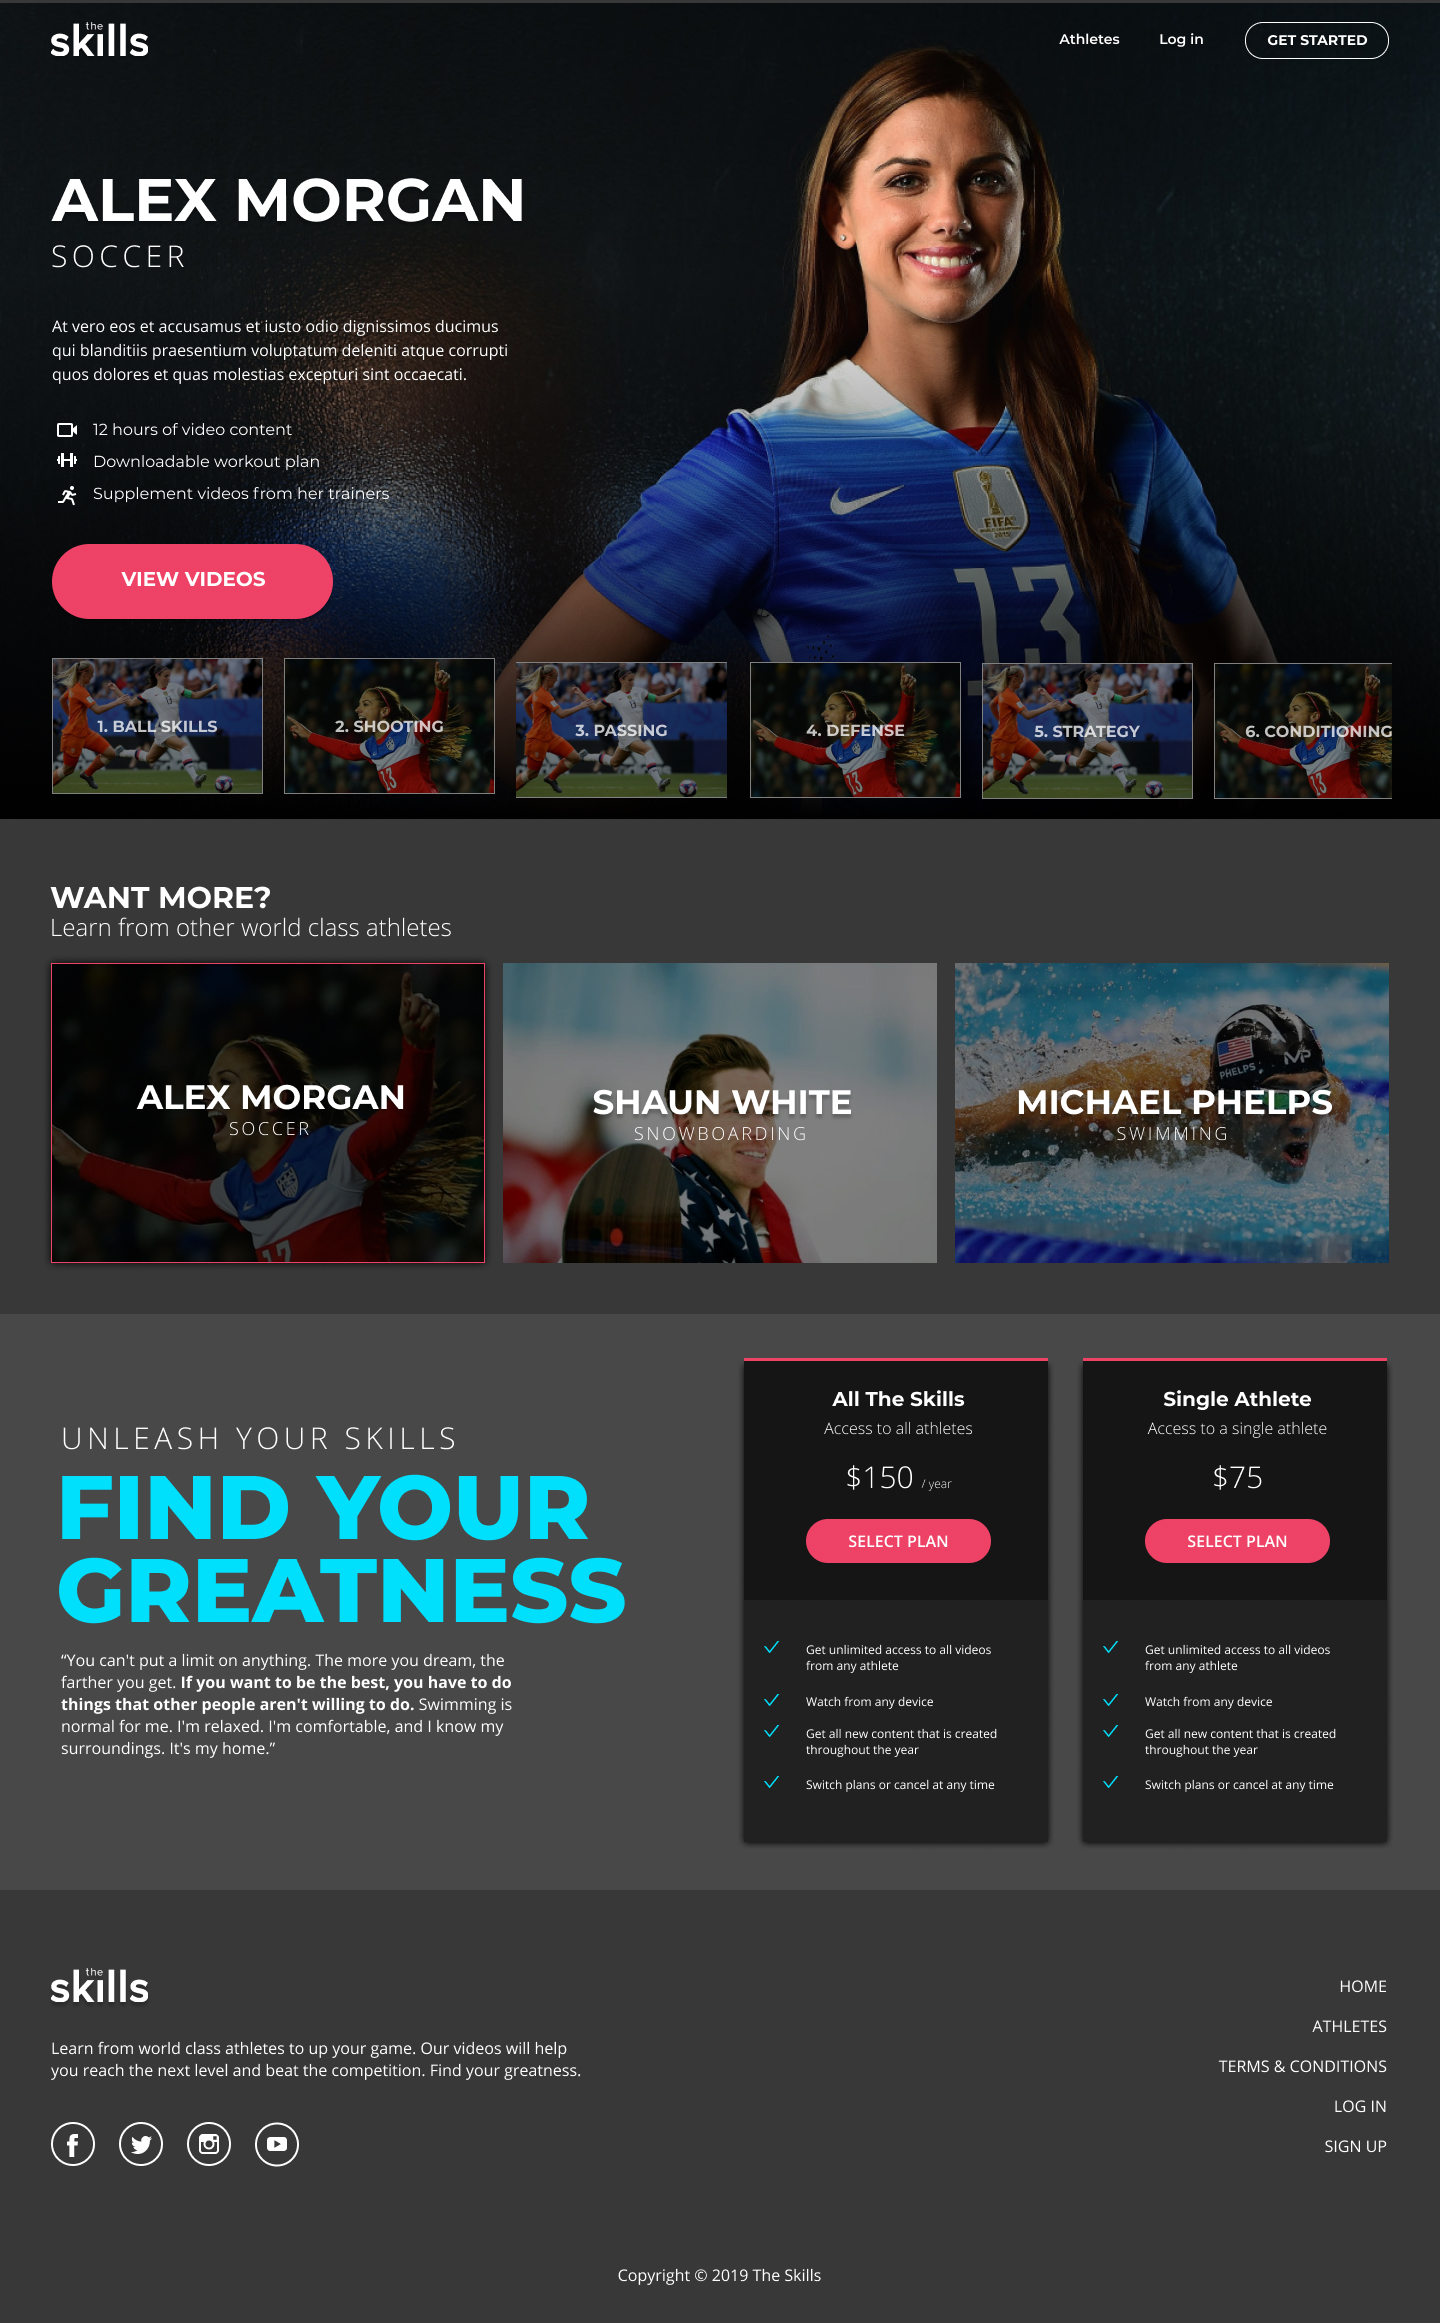 the
skills
Athletes
Log in
GET STARTED
ALEX MORGAN
SOCCER
At vero eos et accusamus et iusto odio dignissimos ducimus
qui blanditiis praesentium voluptatum deleniti atque corrupti
quos dolores et quas molestias excepturi sint occaecati.
12 hours of video content
Downloadable workout plan
Supplement videos from her trainers
FIFA
13
VIEW VIDEOS
1. BALL SKILLS
2. SHOOTING
13
3. PASSING
4. DEFENSE
13
5. STRATEGY
6. CONDITIONING
13
WANT MORE?
Learn from other world class athletes
ALEX MORGAN
SOCCER
SHAUN WHITE
SNOWBOARDING
MP
PHELPS
MICHAEL PHELPS
SWIMMING
UNLEASH YOUR SKILLS
FIND YOUR
GREATNESS
“You can't put a limit on anything. The more you dream, the
farther you get. If you want to be the best, you have to do
things that other people aren't willing to do. Swimming is
normal for me. I'm relaxed. I'm comfortable, and I know my
surroundings. It's my home.”
All The Skills
Access to all athletes
$150 / year
SELECT PLAN
Get unlimited access to all videos
from any athlete
Watch from any device
Get all new content that is created
throughout the year
Switch plans or cancel at any time
Single Athlete
Access to a single athlete
$75
SELECT PLAN
Get unlimited access to all videos
from any athlete
Watch from any device
Get all new content that is created
throughout the year
Switch plans or cancel at any time
the
skills
Learn from world class athletes to up your game. Our videos will help
you reach the next level and beat the competition. Find your greatness.
HOME
ATHLETES
TERMS & CONDITIONS
LOG IN
SIGN UP
Copyright © 2019 The Skills